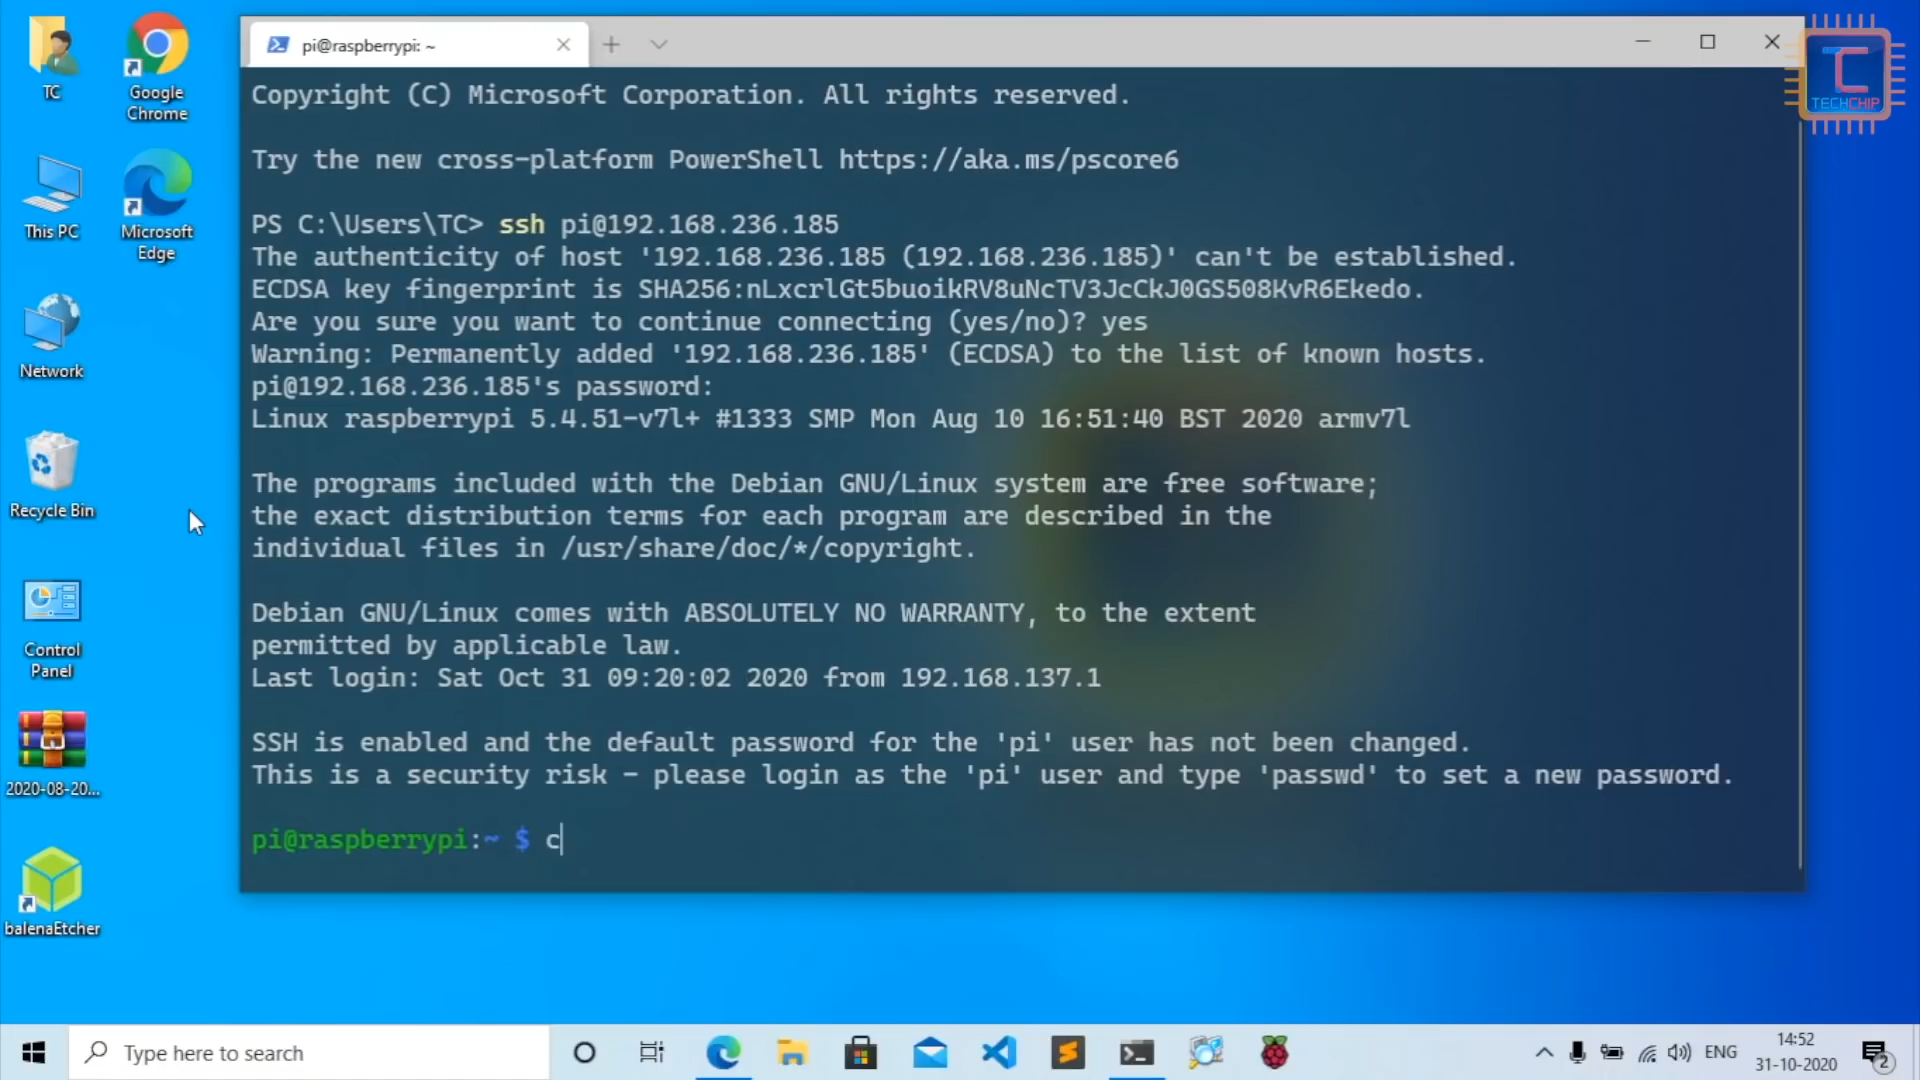 pi@raspberrypi: ~
Copyright (C) Microsoft Corporation. All rights reserved.
Try the new cross-platform PowerShell https://aka.ms/pscore6
PS C:\Users\TC> ssh pi@192.168.236.185
The authenticity of host '192.168.236.185 (192.168.236.185)' can't be established.
ECDSA key fingerprint is SHA256:nLxcrlGt5buoikRV8uNcTV3JcCkJ0GS508KvR6Ekedo.
Are you sure you want to continue connecting (yes/no)? yes
Warning: Permanently added '192.168.236.185' (ECDSA) to the list of known hosts.
pi@192.168.236.185's password:
Linux raspberrypi 5.4.51-v7l+ #1333 SMP Mon Aug 10 16:51:40 BST 2020 armv7l
The programs included with the Debian GNU/Linux system are free software;
the exact distribution terms for each program are described in the
individual files in /usr/share/doc/*/copyright.
Debian GNU/Linux comes with ABSOLUTELY NO WARRANTY, to the extent
permitted by applicable law.
Last login: Sat Oct 31 09:20:02 2020 from 192.168.137.1
SSH is enabled and the default password for the 'pi' user has not been changed.
This is a security risk - please login as the 'pi' user and type 'passwd' to set a new password.
pi@raspberrypi:~ $ c
TC
Google
Chrome
This PC
Microsoft
Edge
Network
Recycle Bin
Control
Panel
2020-08-20...
balenaEtcher
TC
TECHCHIP
Type here to search
ENG
14:52
31-10-2020
2